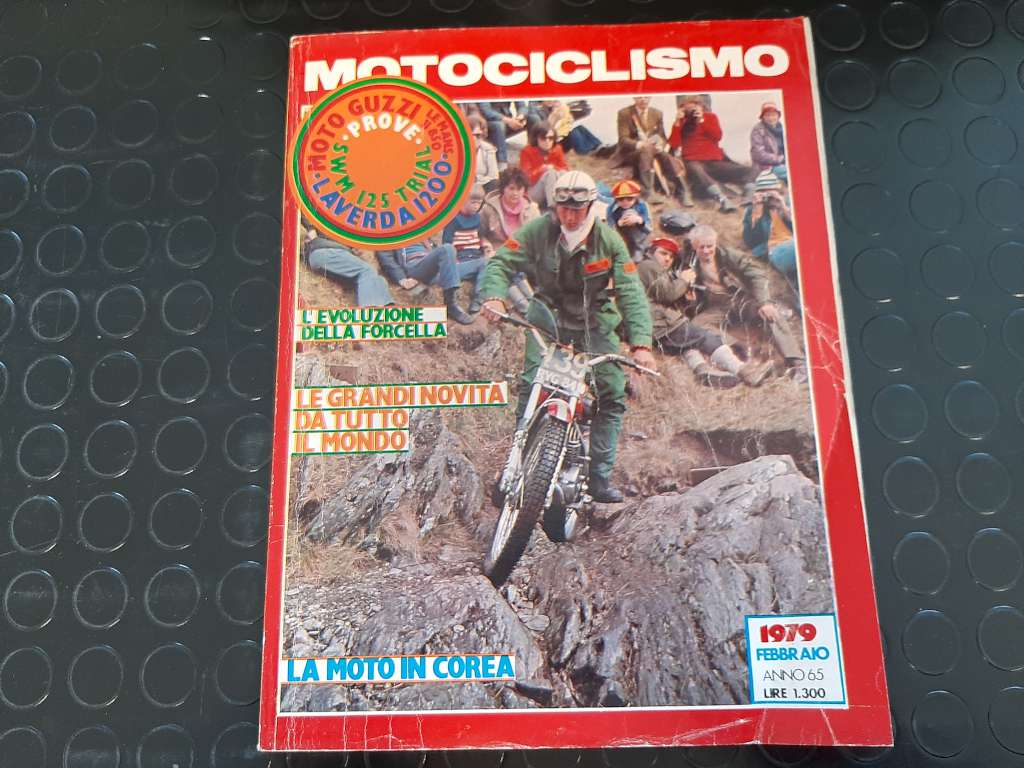 MOTOCICLISMO
MOTO GUZZI
LE MANS
PROVE
SWM 125 TRIAL
LAVERDA 1200
L'EVOLUZIONE
DELLA FORCELLA
LE GRANDI NOVITÀ
DA TUTTO
IL MONDO
139
LA MOTO IN COREA
1979
FEBBRAIO
ANNO 65
LIRE 1.300